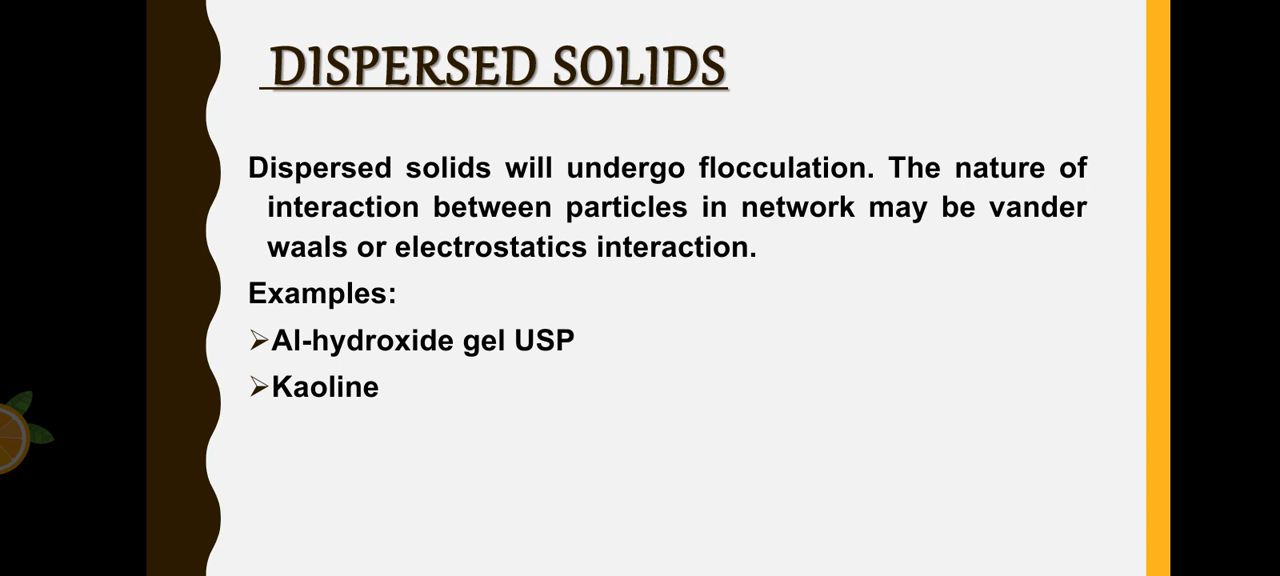 DISPERSED SOLIDS
Dispersed solids will undergo flocculation. The nature of
interaction between particles in network may be vander
waals or electrostatics interaction.
Examples:
➢Al-hydroxide gel USP
➢Kaoline